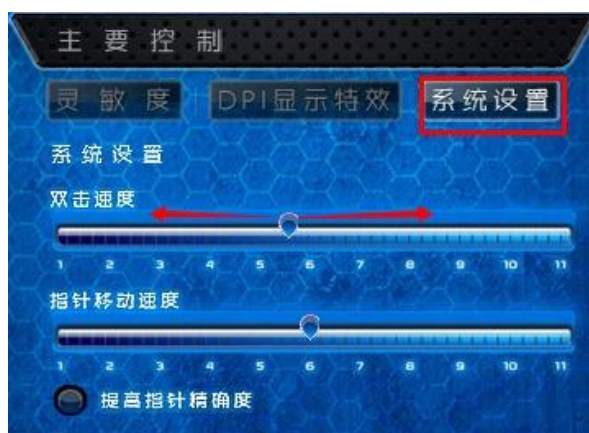 主要控制
灵敏度 DPI显示特效 系统设置
系统设置
双击速度
1 2 3 4 5 6 7 8 9 10 11
指针移动速度
1 2 3 4 5 6 7 8 9 10 11
提高指针精确度